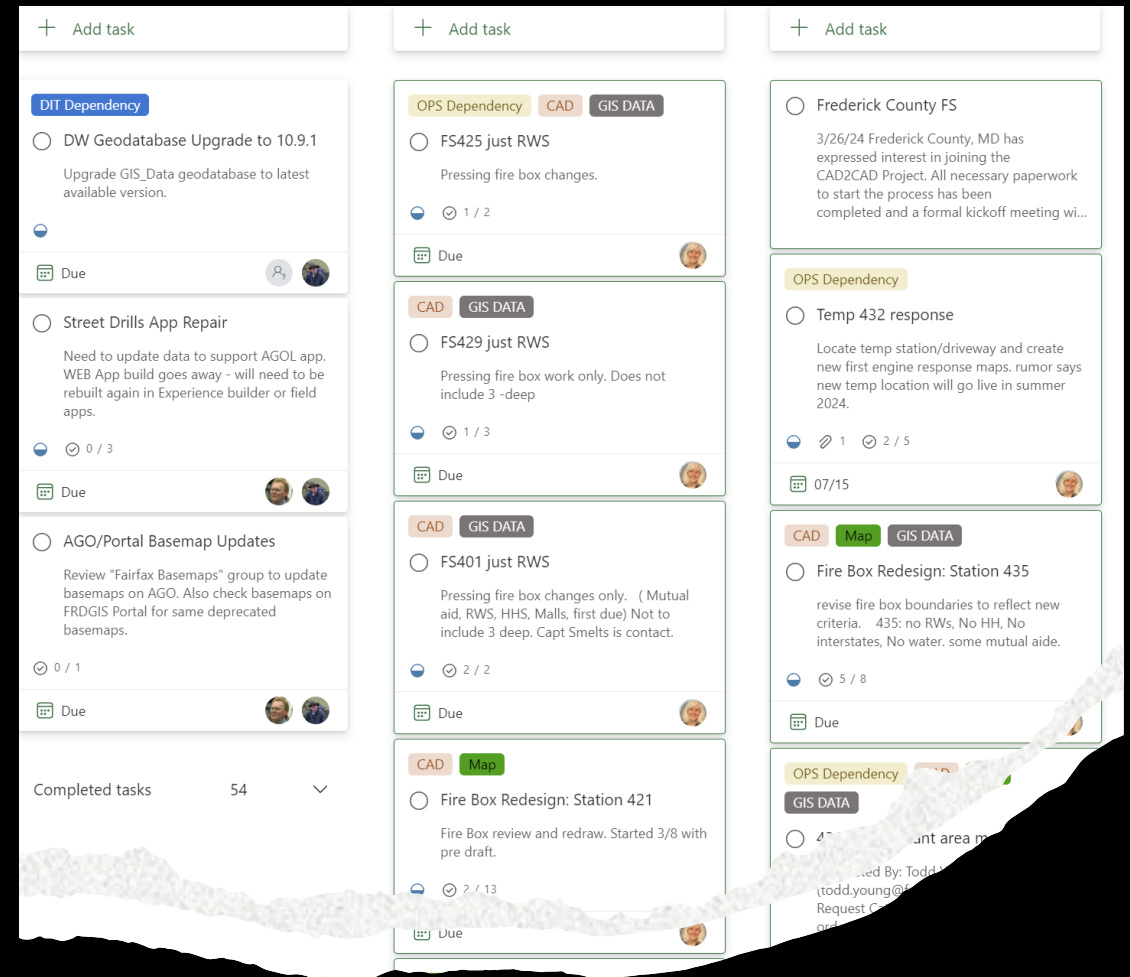 Add task
DIT Dependency
DW Geodatabase Upgrade to 10.9.1
Upgrade GIS_Data geodatabase to latest
available version.
Due
Street Drills App Repair
Need to update data to support AGOL app.
WEB App build goes away - will need to be
rebuilt again in Experience builder or field
apps.
0 / 3
Due
AGO/Portal Basemap Updates
Review "Fairfax Basemaps" group to update
basemaps on AGO. Also check basemaps on
FRDGIS Portal for same deprecated
basemaps.
0 / 1
Due
Completed tasks 54
Add task
OPS Dependency CAD GIS DATA
FS425 just RWS
Pressing fire box changes.
1 / 2
Due
CAD GIS DATA
FS429 just RWS
Pressing fire box work only. Does not
include 3 -deep
1 / 3
Due
CAD GIS DATA
FS401 just RWS
Pressing fire box changes only. ( Mutual
aid, RWS, HHS, Malls, first due) Not to
include 3 deep. Capt Smelts is contact.
2 / 2
Due
CAD Map
Fire Box Redesign: Station 421
Fire Box review and redraw. Started 3/8 with
pre draft.
2 / 13
Due
Add task
Frederick County FS
3/26/24 Frederick County, MD has
expressed interest in joining the
CAD2CAD Project. All necessary paperwork
to start the process has been
completed and a formal kickoff meeting wi...
OPS Dependency
Temp 432 response
Locate temp station/driveway and create
new first engine response maps. rumor says
new temp location will go live in summer
2024.
1 2 / 5
07/15
CAD Map GIS DATA
Fire Box Redesign: Station 435
revise fire box boundaries to reflect new
criteria. 435: no RWs, No HH, No
interstates, No water. some mutual aide.
5 / 8
Due
OPS Dependency
GIS DATA
area
By: Todd
Request